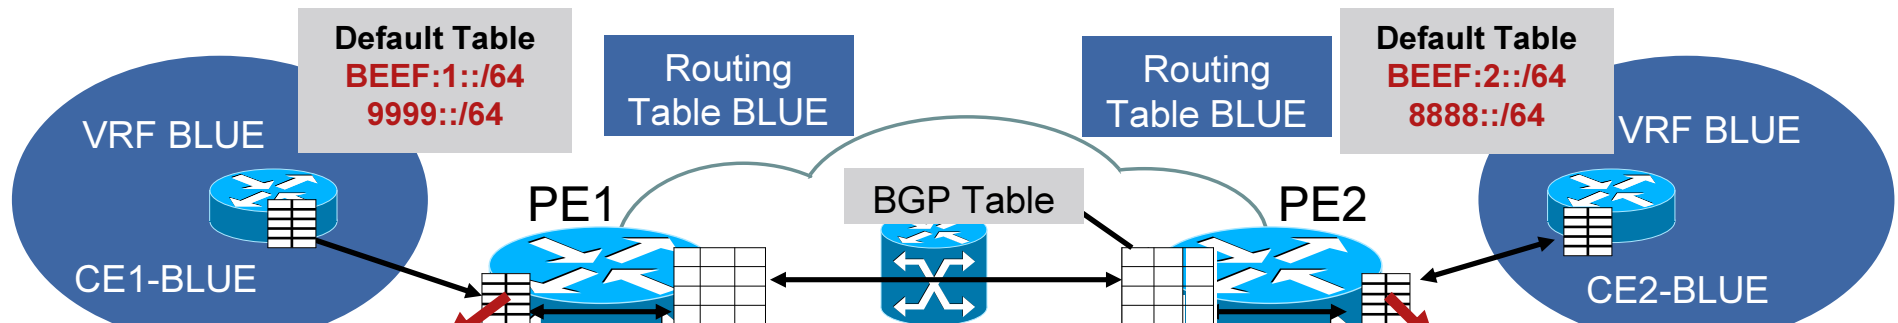 Default Table
BEEF:1::/64
9999::/64
Routing
Table BLUE
Routing
Table BLUE
Default Table
BEEF:2::/64
8888::/64
VRF BLUE
VRF BLUE
PE1
BGP Table
PE2
CE1-BLUE
CE2-BLUE